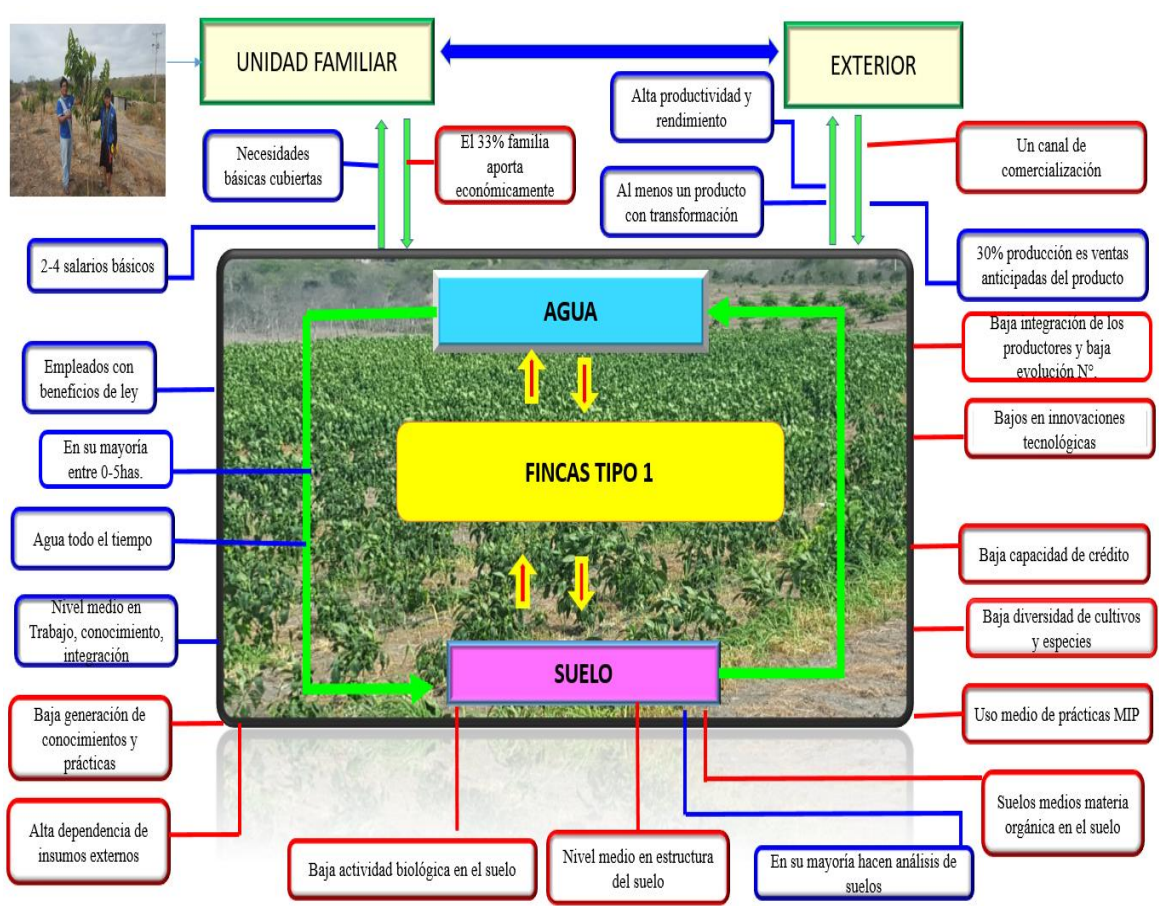 UNIDAD FAMILIAR
EXTERIOR
Alta productividad y
rendimiento
Necesidades
básicas cubiertas
El 33% familia
aporta
económicamente
Un canal de
comercialización
Al menos un producto
con transformación
2-4 salarios básicos
30% producción es ventas
anticipadas del producto
AGUA
Baja integración de los
productores y baja
evolución N°.
Empleados con
beneficios de ley
Bajos en innovaciones
tecnológicas
En su mayoría
entre 0-5has.
FINCAS TIPO 1
Agua todo el tiempo
Baja capacidad de crédito
Nivel medio en
Trabajo, conocimiento,
integración
Baja diversidad de cultivos
y especies
SUELO
Baja generación de
conocimientos y
prácticas
Uso medio de prácticas MIP
Alta dependencia de
insumos externos
Suelos medios materia
orgánica en el suelo
Baja actividad biológica en el suelo
Nivel medio en estructura
del suelo
En su mayoría hacen análisis de
suelos